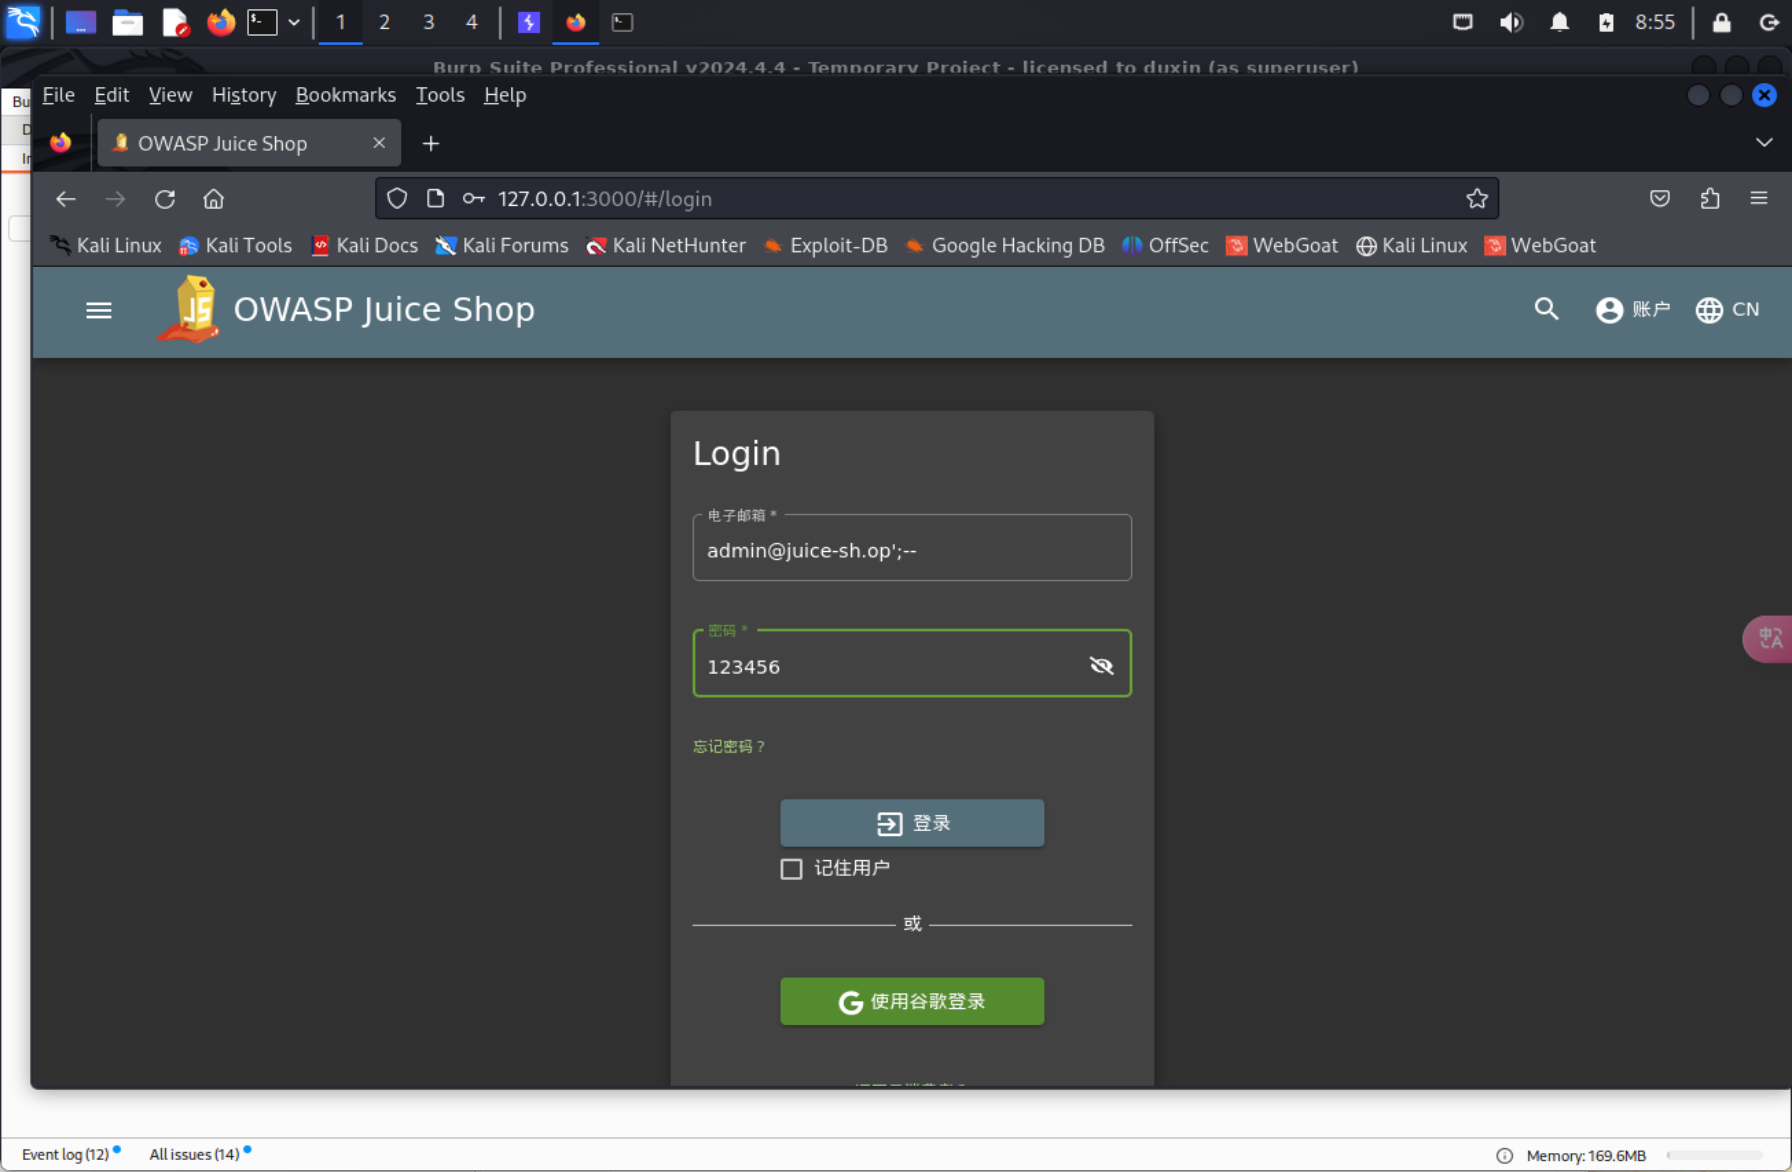 1 2 3 4 8:55
Burp Suite Professional v2024.4.4 - Temporary Project - licensed to duxin (as superuser)
Bu
File Edit View History Bookmarks Tools Help
D
OWASP Juice Shop
In
127.0.0.1:3000/#/login
Kali Linux Kali Tools Kali Docs Kali Forums Kali NetHunter Exploit-DB Google Hacking DB OffSec WebGoat Kali Linux WebGoat
OWASP Juice Shop
账户 CN
Login
电子邮箱 *
admin@juice-sh.op';--
密码 *
123456
忘记密码？
登录
记住用户
或
使用谷歌登录
Event log (12) All issues (14) Memory: 169.6MB